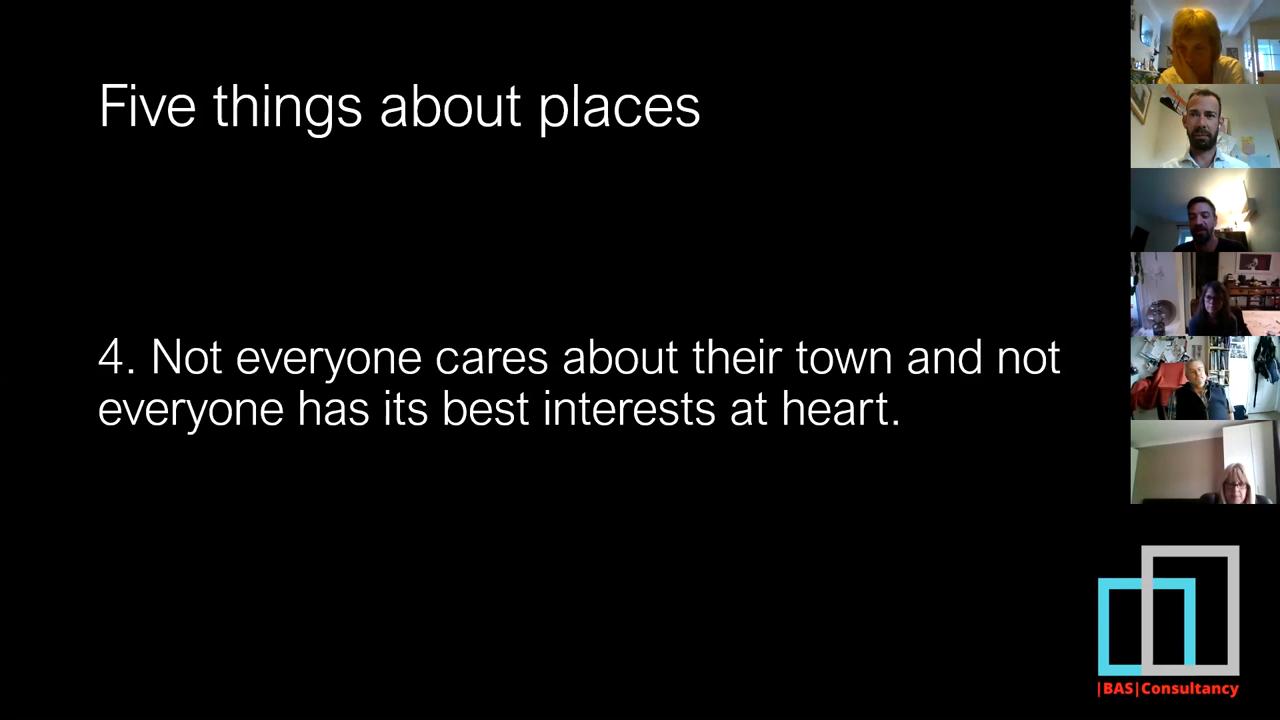 Five things about places
4. Not everyone cares about their town and not
everyone has its best interests at heart.
|BAS|Consultancy